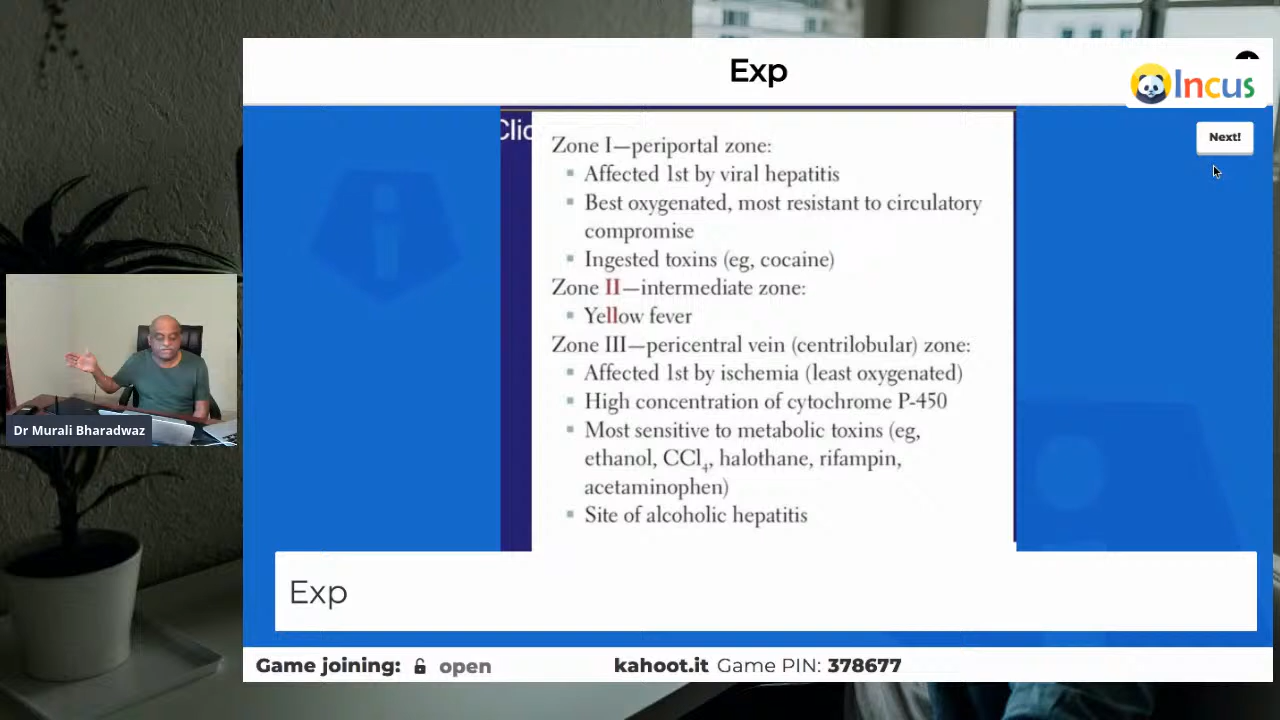 Exp
Incus
Next!
Clic
Zone I—periportal zone:
▪ Affected 1st by viral hepatitis
▪ Best oxygenated, most resistant to circulatory
compromise
▪ Ingested toxins (eg, cocaine)
Zone II—intermediate zone:
▪ Yellow fever
Zone III—pericentral vein (centrilobular) zone:
▪ Affected 1st by ischemia (least oxygenated)
▪ High concentration of cytochrome P-450
▪ Most sensitive to metabolic toxins (eg,
ethanol, CCl₄, halothane, rifampin,
acetaminophen)
▪ Site of alcoholic hepatitis
Dr Murali Bharadwaz
Exp
Game joining: open
kahoot.it Game PIN: 378677